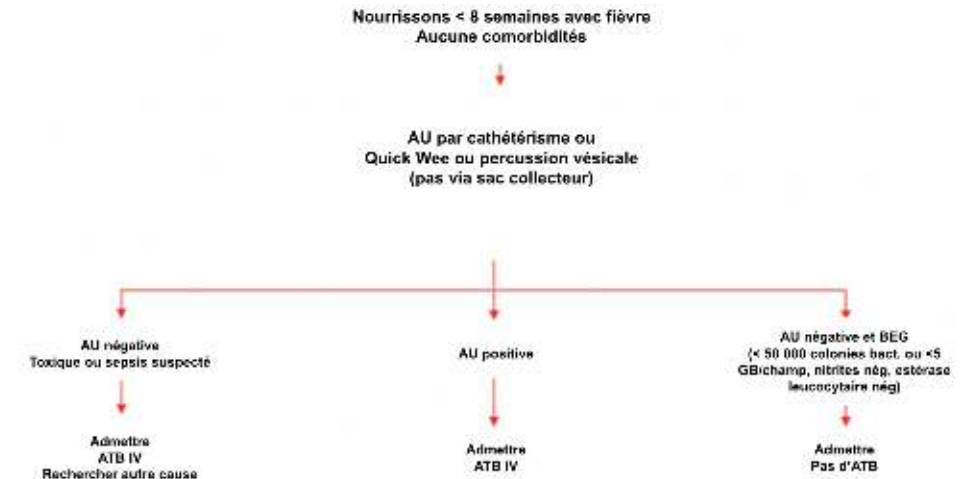 Nourrissons < 8 semaines avec fièvre
Aucune comorbidités
AU par cathétérisme ou
Quick Wee ou percussion vésicale
(pas via sac collecteur)
AU négative
Toxique ou sepsis suspecté
AU positive
AU négative et BEG
(< 50 000 colonies bact. ou <5
GB/champ, nitrites nég, estérase
leucocytaire nég)
Admettre
ATB IV
Rechercher autre cause
Admettre
ATB IV
Admettre
Pas d'ATB